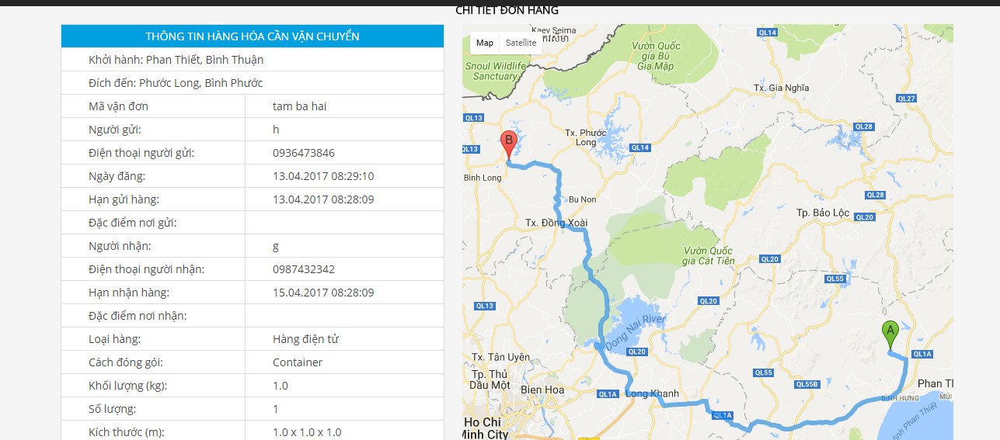 CHI TIẾT ĐƠN HÀNG
THÔNG TIN HÀNG HÓA CẦN VẬN CHUYỂN
Khởi hành: Phan Thiết, Bình Thuận
Đích đến: Phước Long, Bình Phước
Mã vận đơn tam ba hai
Người gửi: h
Điện thoại người gửi: 0936473846
Ngày đăng: 13.04.2017 08:29:10
Hạn gửi hàng: 13.04.2017 08:28:09
Đặc điểm nơi gửi:
Người nhận: g
Điện thoại người nhận: 0987432342
Hạn nhận hàng: 15.04.2017 08:28:09
Đặc điểm nơi nhận:
Loại hàng: Hàng điện tử
Cách đóng gói: Container
Khối lượng (kg): 1.0
Số lượng: 1
Kích thước (m): 1.0 x 1.0 x 1.0
Map Satellite
Kaev Seima
QL14
Vườn Quốc
gia Bù
Gia Mập
Snoul Wildlife
Sanctuary
Tx. Gia Nghĩa
QL27
QL13
QL28
Tx. Phước
Long
B
QL13
QL14
Bình Long
QL28
Bu Non
Tp. Bảo Lộc
QL20
Tx. Đồng Xoài
Vườn Quốc
gia Cát Tiên
QL20
QL55
QL20
QL13
Dong Nai River
A
QL20
QL1A
Tx. Tân Uyên
Tp. Thủ
Dầu Một
QL55
QL55B
Phan Th
Bien Hoa
QL1A
Long Khanh
BÌNH HƯNG
MŨI
QL1A
Ho Chi
Minh City
Vịnh Phan Thiết